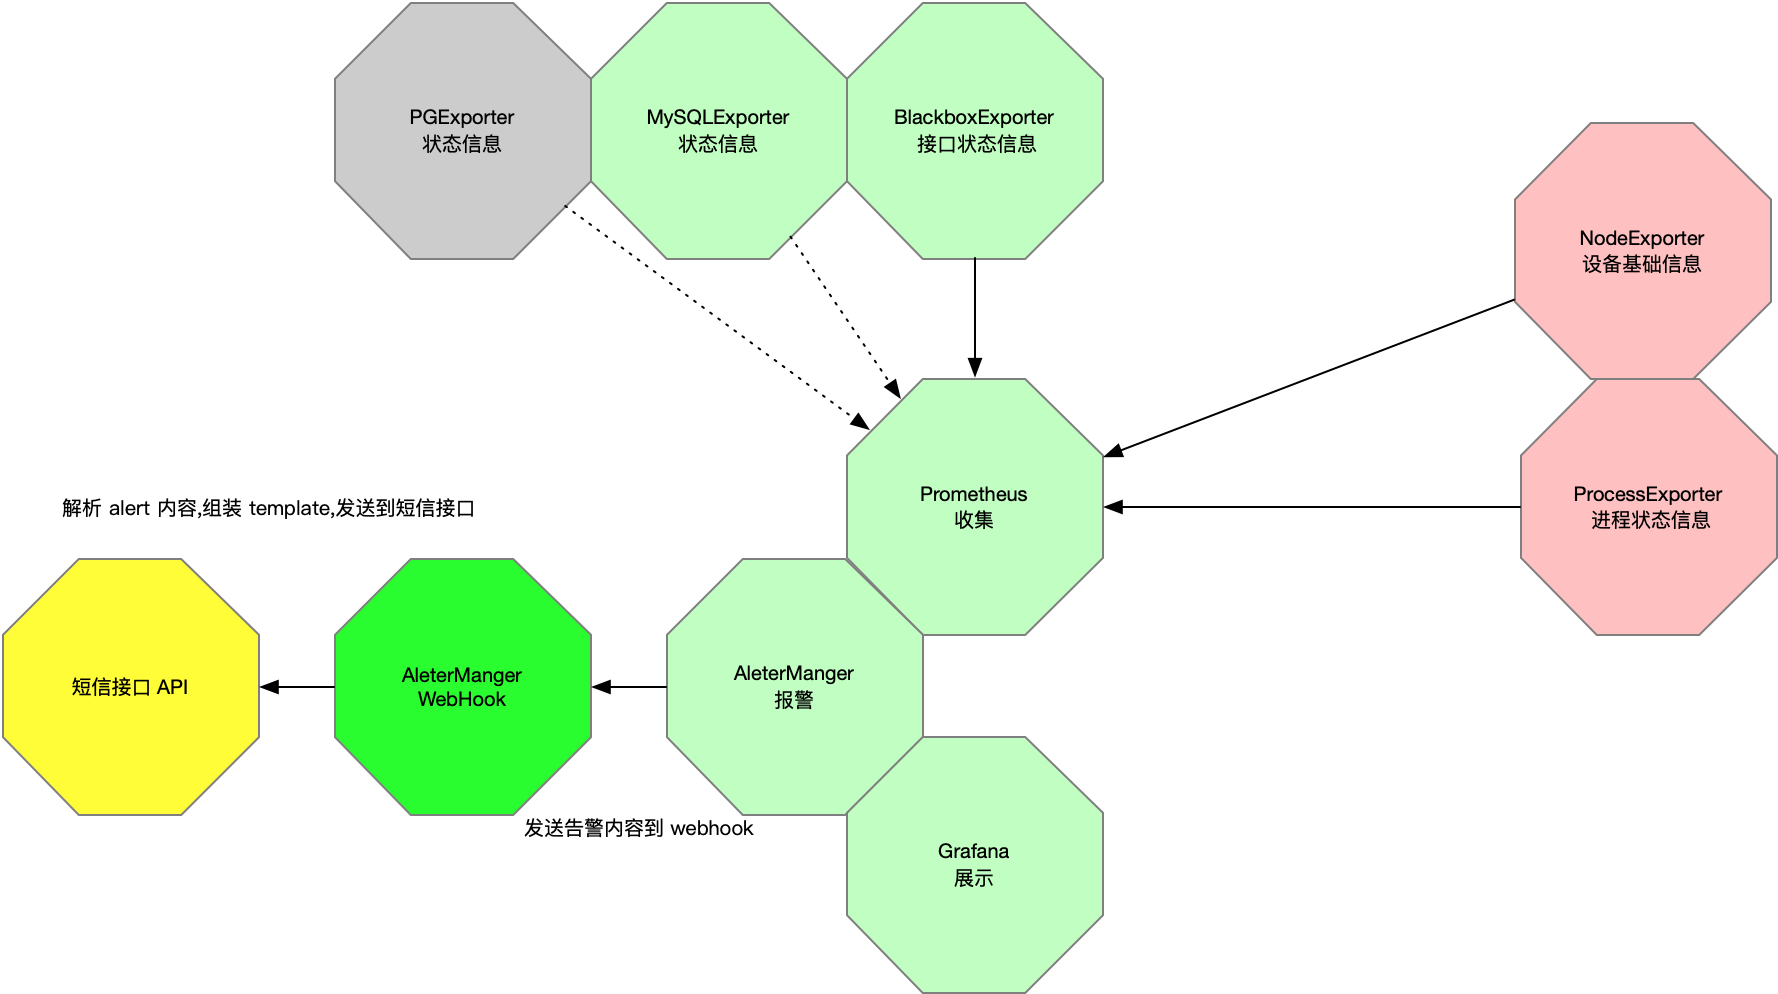 PGExporter
状态信息
MySQLExporter
状态信息
BlackboxExporter
接口状态信息
NodeExporter
设备基础信息
Prometheus
收集
ProcessExporter
进程状态信息
解析 alert 内容,组装 template,发送到短信接口
短信接口 API
AleterManger
WebHook
AleterManger
报警
发送告警内容到 webhook
Grafana
展示